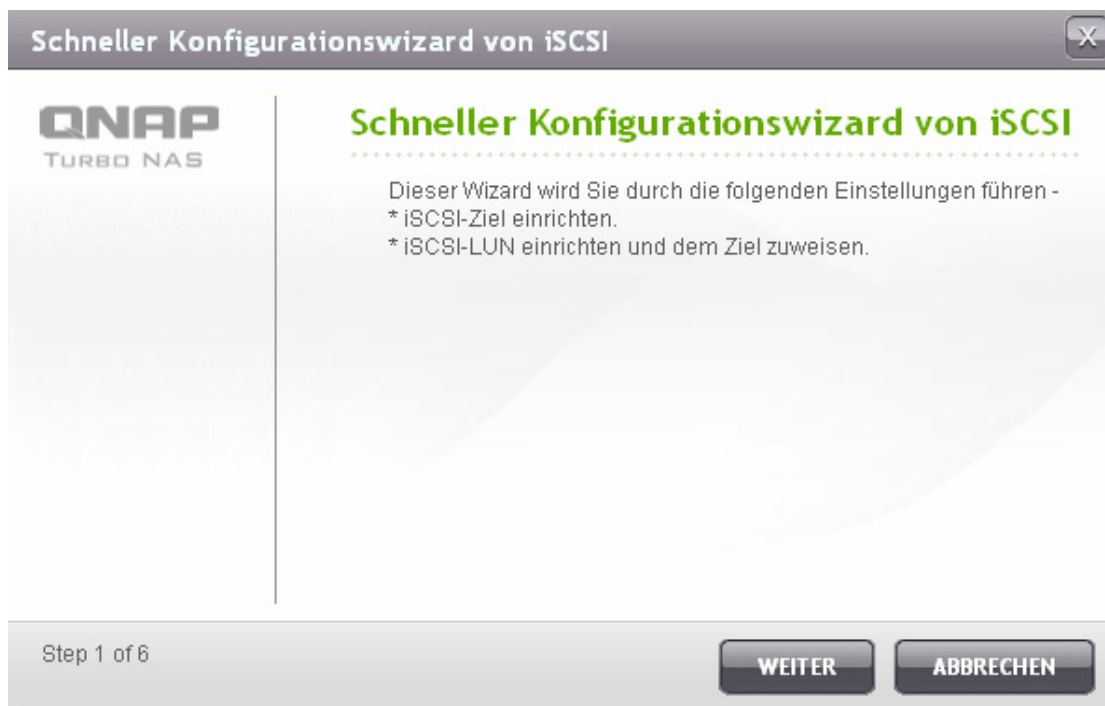 Schneller Konfigurationswizard von iSCSI
X
QNAP
TURBO NAS
Schneller Konfigurationswizard von iSCSI
Dieser Wizard wird Sie durch die folgenden Einstellungen führen -
* iSCSI-Ziel einrichten.
* iSCSI-LUN einrichten und dem Ziel zuweisen.
Step 1 of 6
WEITER
ABBRECHEN